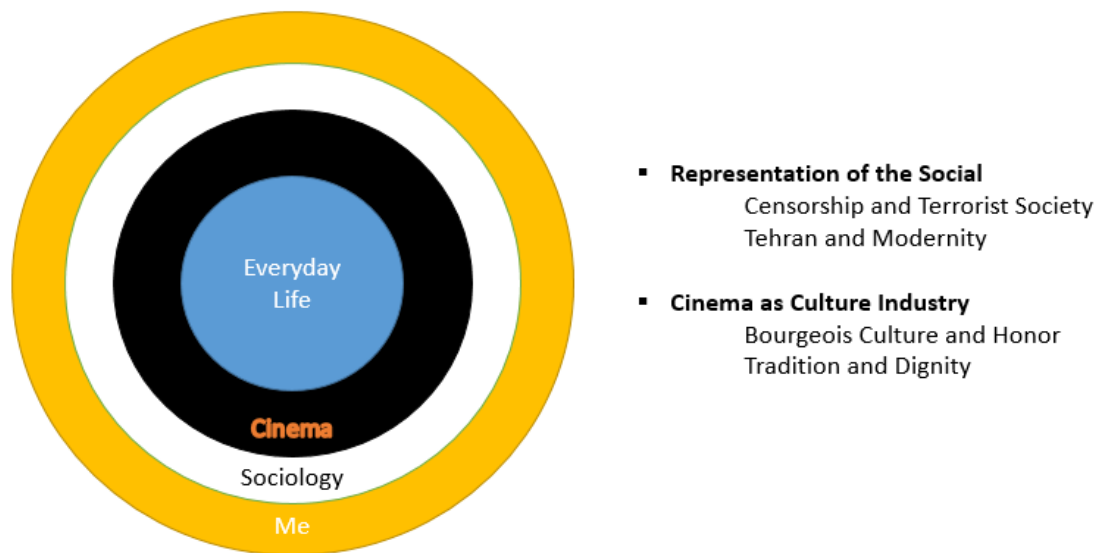 Everyday
Life
Cinema
Sociology
Me
▪ Representation of the Social
Censorship and Terrorist Society
Tehran and Modernity
▪ Cinema as Culture Industry
Bourgeois Culture and Honor
Tradition and Dignity